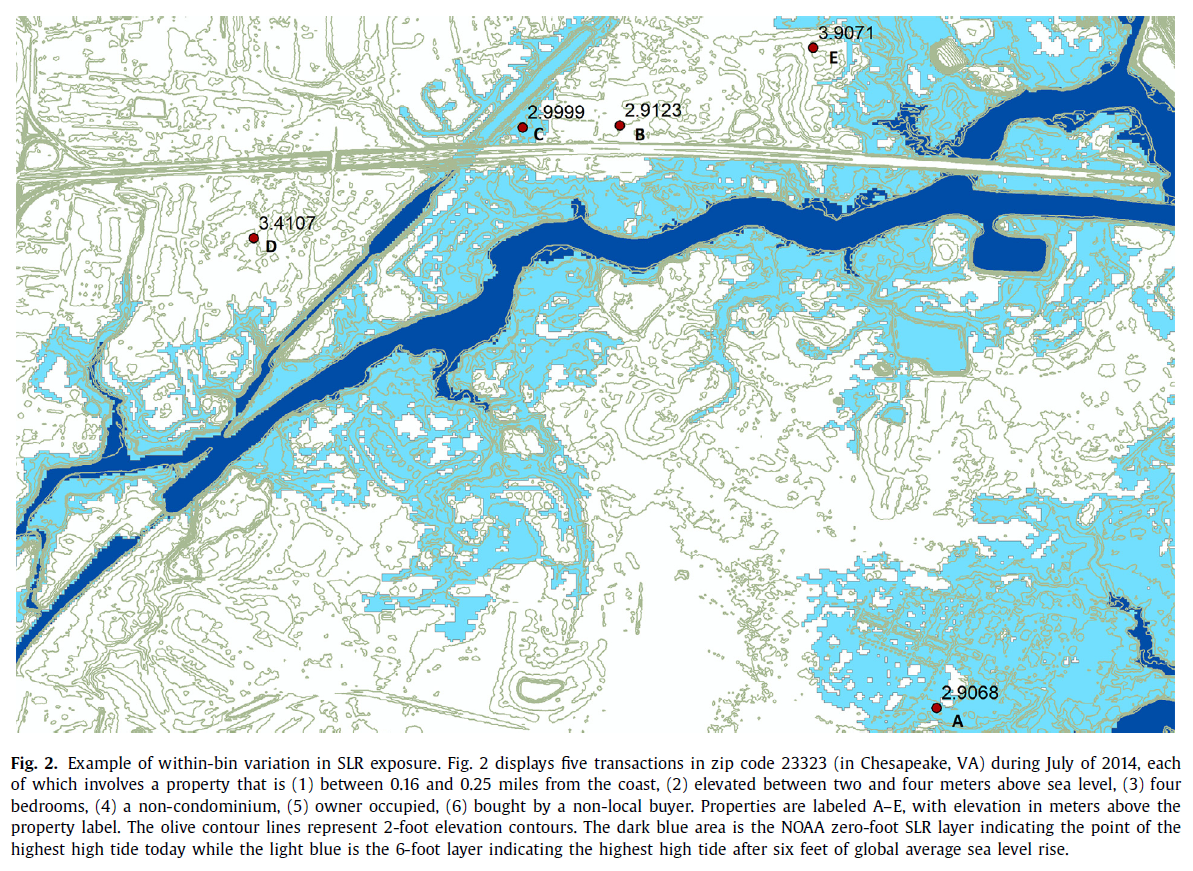 3.9071
E
2.9999
C
2.9123
B
3.4107
D
2.9068
A
Fig. 2. Example of within-bin variation in SLR exposure. Fig. 2 displays five transactions in zip code 23323 (in Chesapeake, VA) during July of 2014, each
of which involves a property that is (1) between 0.16 and 0.25 miles from the coast, (2) elevated between two and four meters above sea level, (3) four
bedrooms, (4) a non-condominium, (5) owner occupied, (6) bought by a non-local buyer. Properties are labeled A–E, with elevation in meters above the
property label. The olive contour lines represent 2-foot elevation contours. The dark blue area is the NOAA zero-foot SLR layer indicating the point of the
highest high tide today while the light blue is the 6-foot layer indicating the highest high tide after six feet of global average sea level rise.